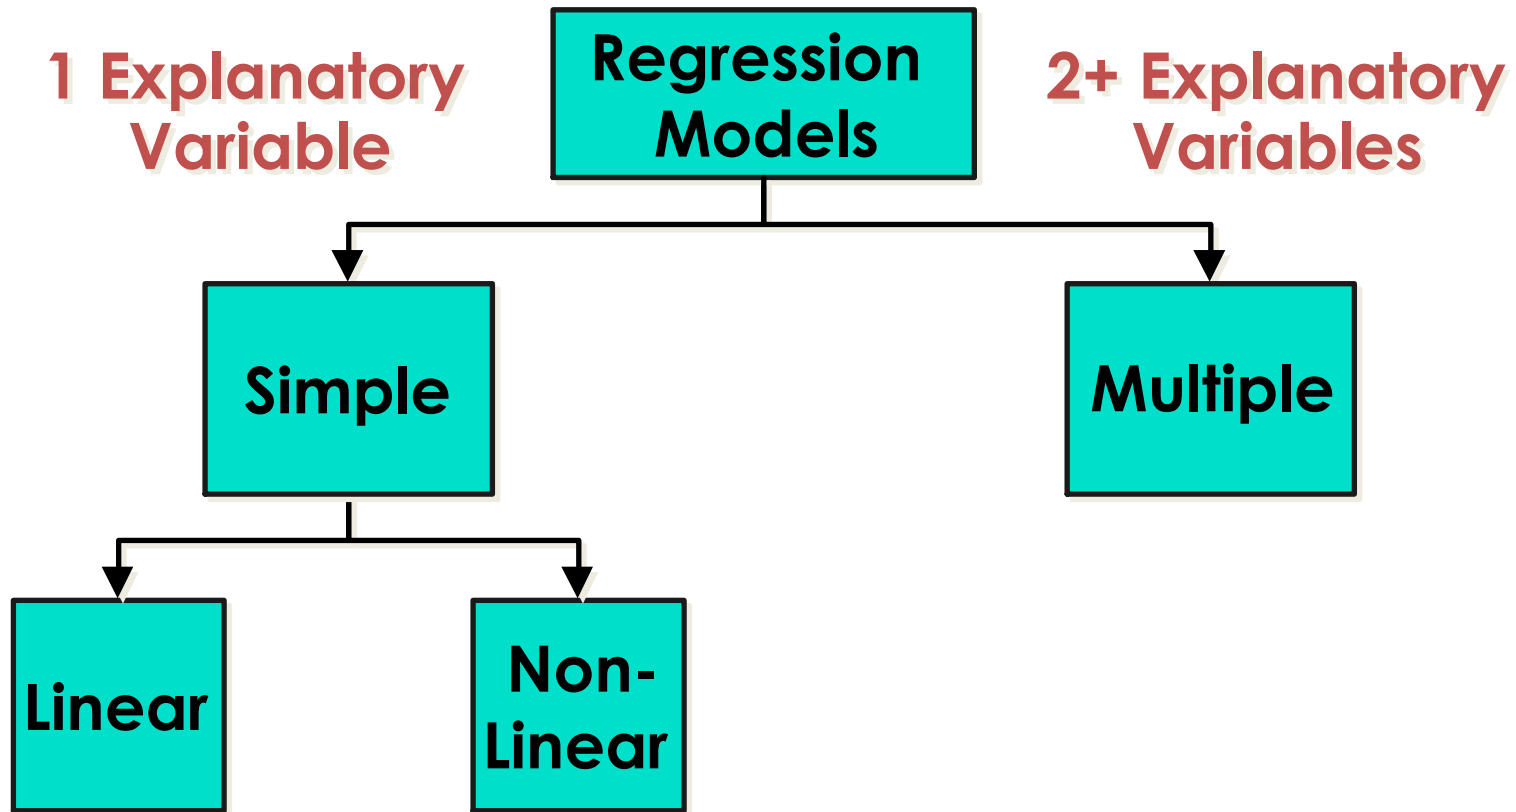 1 Explanatory
Variable
Regression
Models
2+ Explanatory
Variables
Simple
Multiple
Linear
Non-
Linear